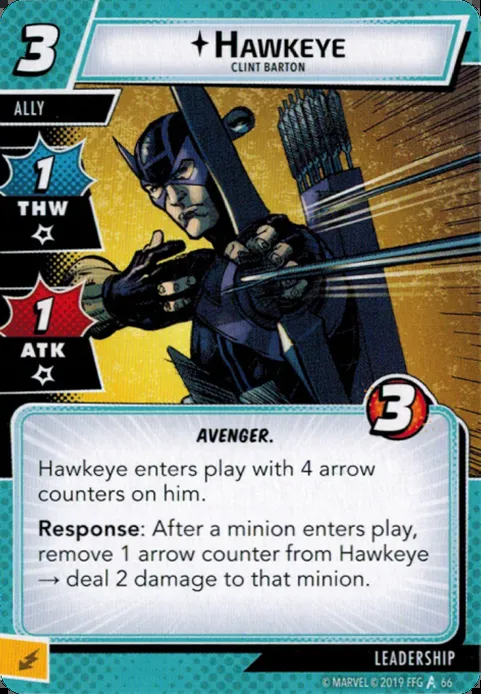 3
HAWKEYE
CLINT BARTON
ALLY
1
THW
1
ATK
3
AVENGER.
Hawkeye enters play with 4 arrow
counters on him.
Response: After a minion enters play,
remove 1 arrow counter from Hawkeye
→ deal 2 damage to that minion.
LEADERSHIP
© MARVEL © 2019 FFG A 66